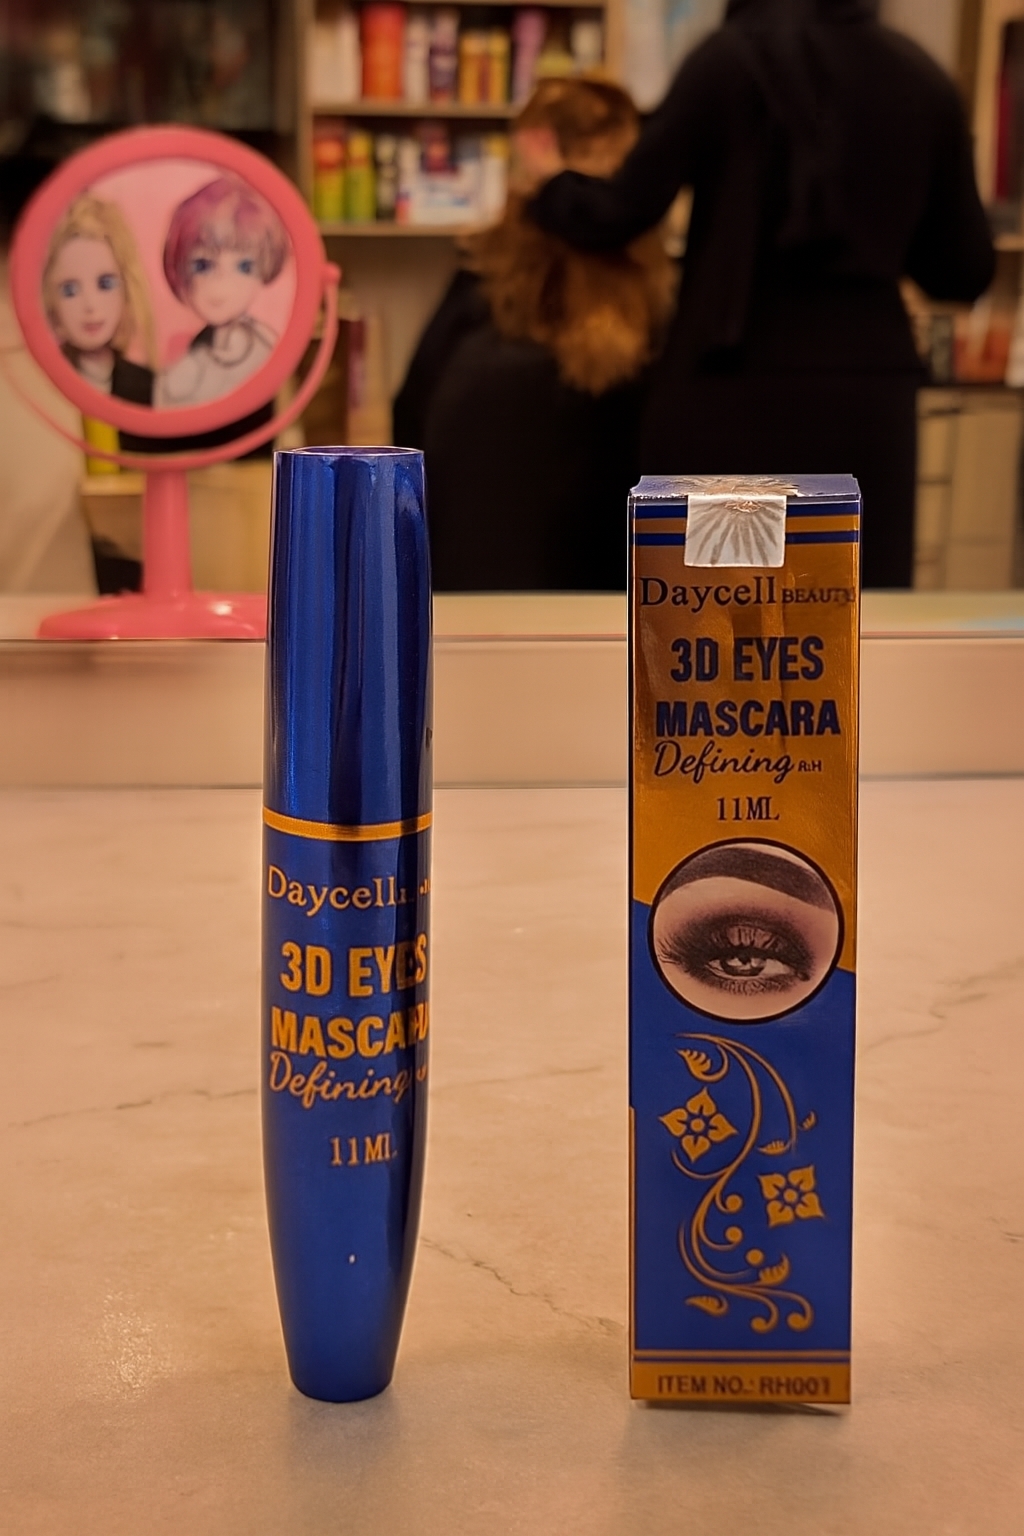 Daycell
3D EYES
MASCARA
Defining
11ML
Daycell BEAUTY
3D EYES
MASCARA
Defining R&H
11ML
ITEM NO.: RH001